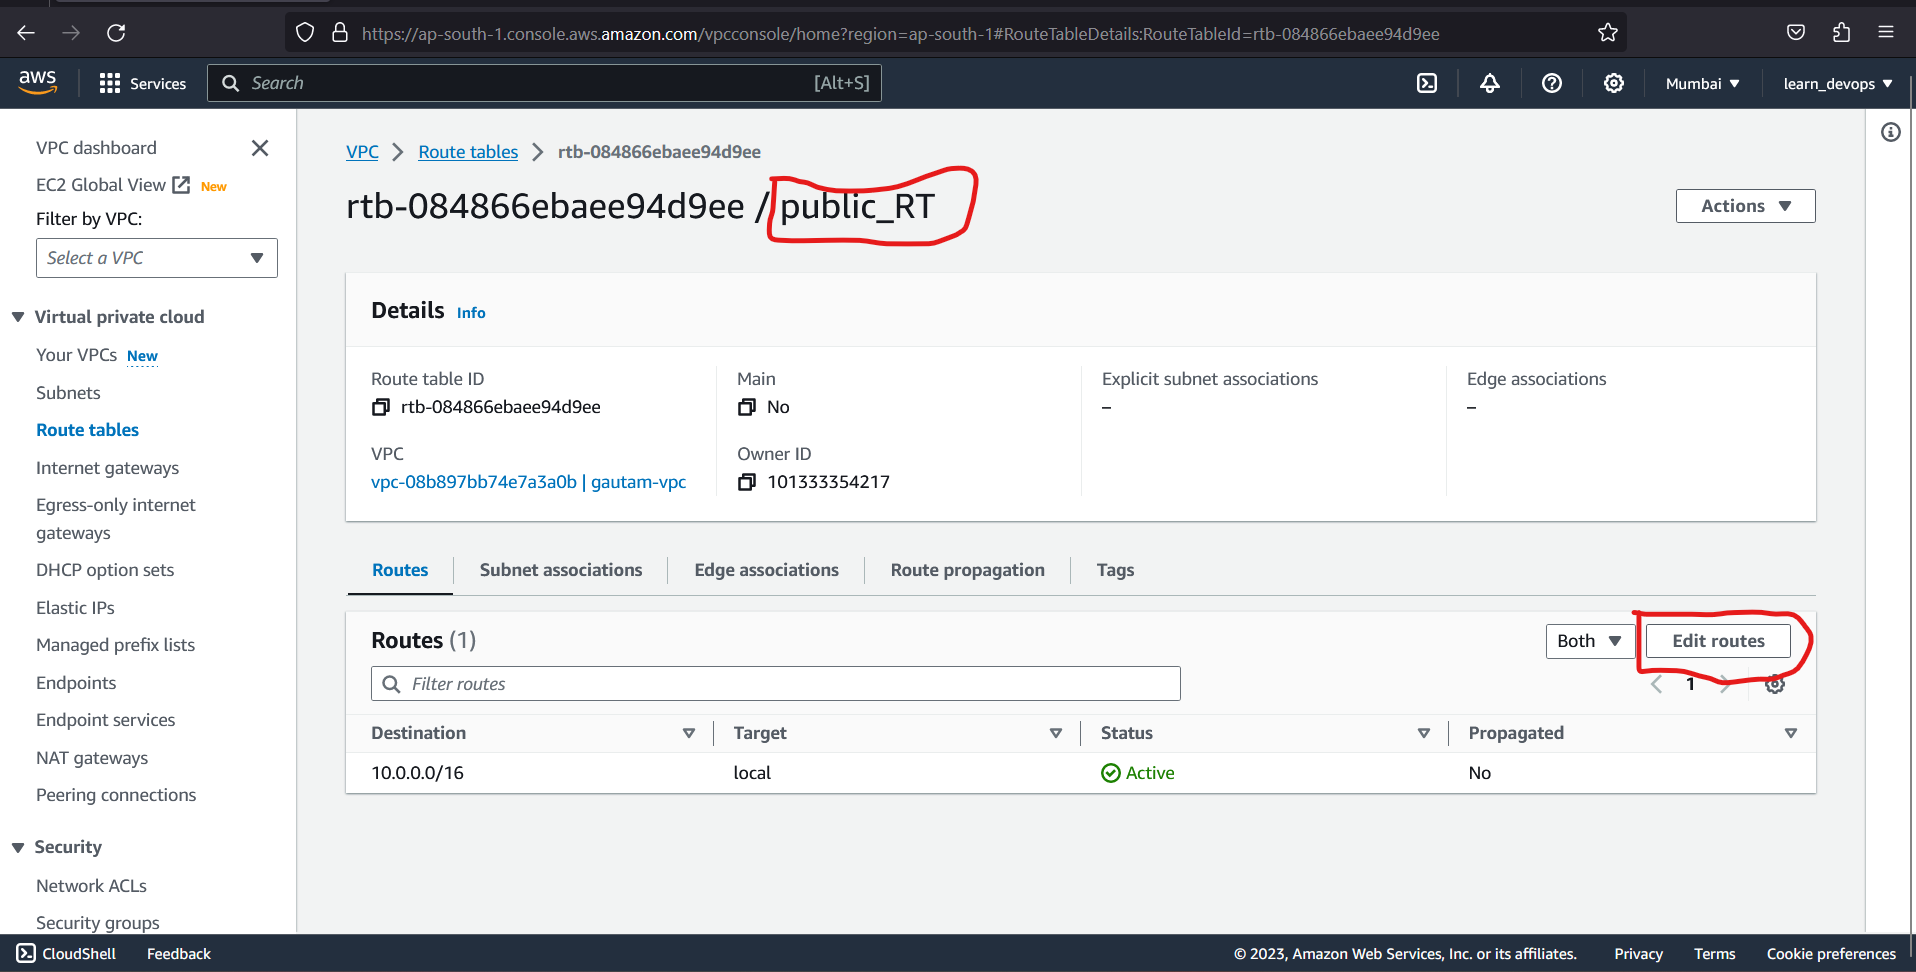 https://ap-south-1.console.aws.amazon.com/vpcconsole/home?region=ap-south-1#RouteTableDetails:RouteTableId=rtb-084866ebaee94d9ee
aws Services Search [Alt+S] Mumbai learn_devops
VPC dashboard
EC2 Global View New
Filter by VPC:
Select a VPC
Virtual private cloud
Your VPCs New
Subnets
Route tables
Internet gateways
Egress-only internet
gateways
DHCP option sets
Elastic IPs
Managed prefix lists
Endpoints
Endpoint services
NAT gateways
Peering connections
Security
Network ACLs
Security groups
VPC Route tables rtb-084866ebaee94d9ee
rtb-084866ebaee94d9ee / public_RT
Actions
Details Info
Route table ID
rtb-084866ebaee94d9ee
Main
No
Explicit subnet associations
–
Edge associations
–
VPC
vpc-08b897bb74e7a3a0b | gautam-vpc
Owner ID
101333354217
Routes Subnet associations Edge associations Route propagation Tags
Routes (1)
Both Edit routes
Filter routes
1
Destination Target Status Propagated
10.0.0.0/16 local Active No
CloudShell Feedback © 2023, Amazon Web Services, Inc. or its affiliates. Privacy Terms Cookie preferences